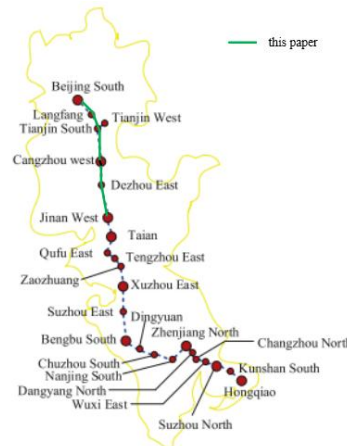 this paper
Beijing South
Langfang
Tianjin West
Tianjin South
Cangzhou west
Dezhou East
Jinan West
Taian
Qufu East
Tengzhou East
Zaozhuang
Xuzhou East
Suzhou East
Dingyuan
Bengbu South
Zhenjiang North
Changzhou North
Chuzhou South
Kunshan South
Nanjing South
Dangyang North
Hongqiao
Wuxi East
Suzhou North